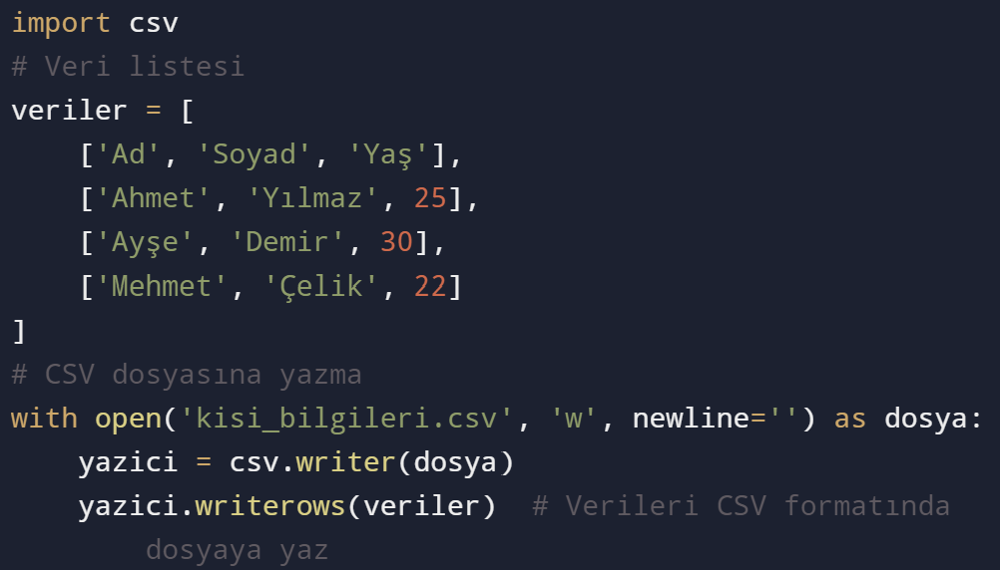 import csv
# Veri listesi
veriler = [
    ['Ad', 'Soyad', 'Yaş'],
    ['Ahmet', 'Yılmaz', 25],
    ['Ayşe', 'Demir', 30],
    ['Mehmet', 'Çelik', 22]
]
# CSV dosyasına yazma
with open('kisi_bilgileri.csv', 'w', newline='') as dosya:
    yazici = csv.writer(dosya)
    yazici.writerows(veriler)  # Verileri CSV formatında
        dosyaya yaz